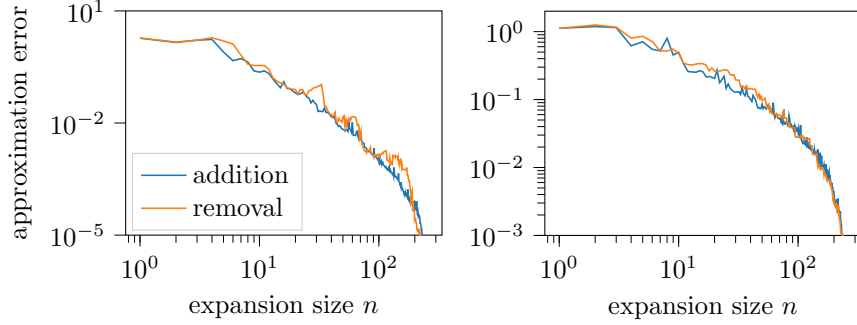 approximation error
10^1
10^−2
10^−5
addition
removal
10^0
10^1
10^2
expansion size n
10^0
10^−1
10^−2
10^−3
10^0
10^1
10^2
expansion size n